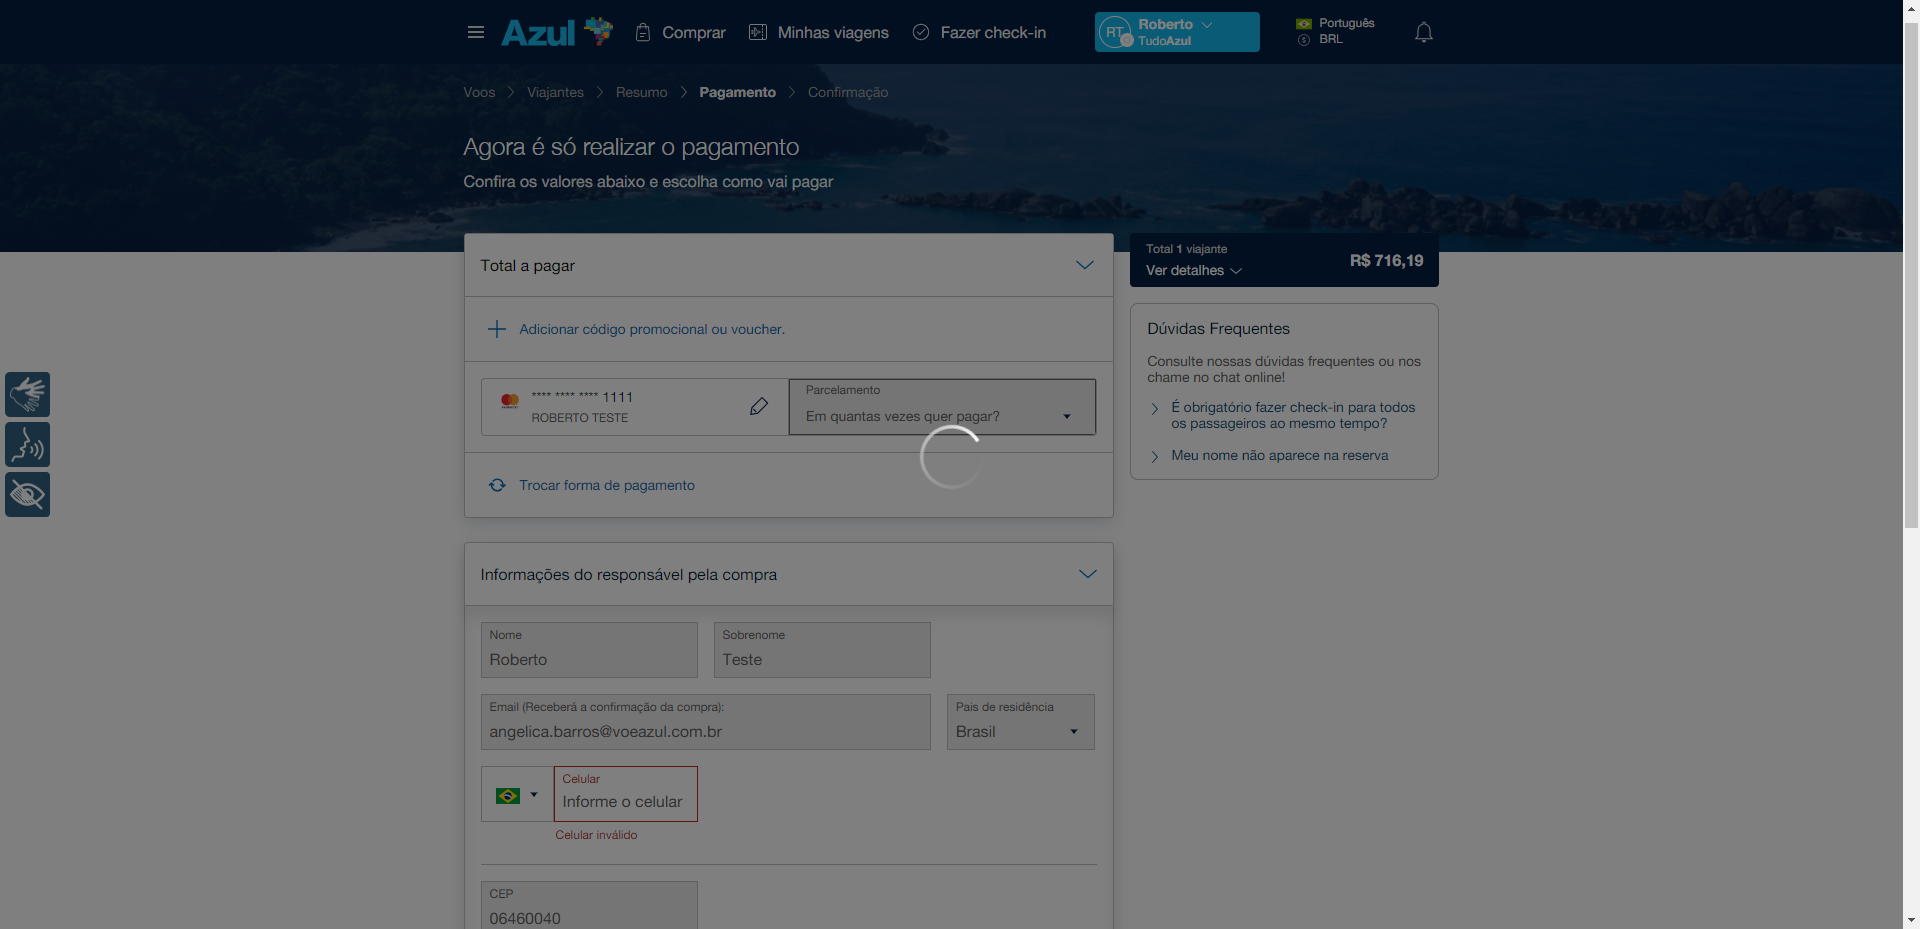 Azul
Comprar
Minhas viagens
Fazer check-in
RT
Roberto
TudoAzul
Português
BRL
Voos
Viajantes
Resumo
Pagamento
Confirmação
Agora é só realizar o pagamento
Confira os valores abaixo e escolha como vai pagar
Total a pagar
Adicionar código promocional ou voucher.
**** **** **** 1111
ROBERTO TESTE
Parcelamento
Em quantas vezes quer pagar?
Trocar forma de pagamento
Total 1 viajante
Ver detalhes
R$ 716,19
Dúvidas Frequentes
Consulte nossas dúvidas frequentes ou nos
chame no chat online!
É obrigatório fazer check-in para todos
os passageiros ao mesmo tempo?
Meu nome não aparece na reserva
Informações do responsável pela compra
Nome
Roberto
Sobrenome
Teste
Email (Receberá a confirmação da compra):
angelica.barros@voeazul.com.br
Pais de residência
Brasil
Celular
Informe o celular
Celular inválido
CEP
06460040